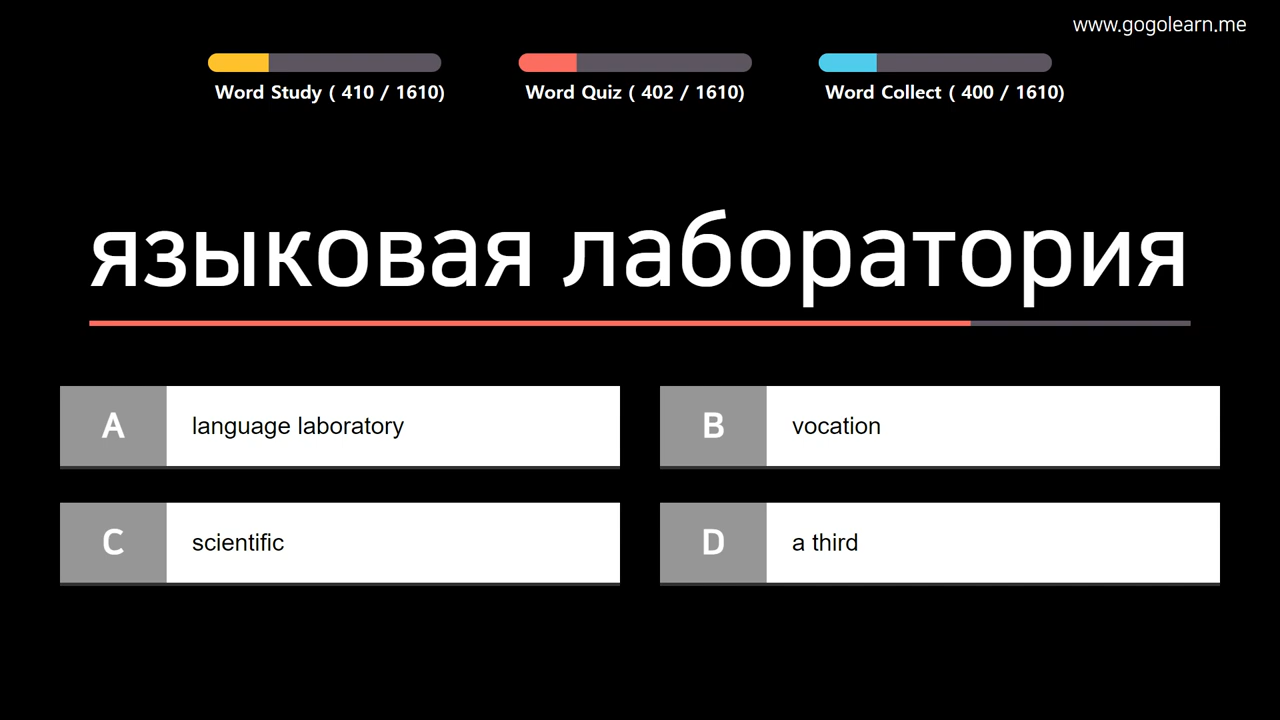 www.gogolearn.me
Word Study ( 410 / 1610)
Word Quiz ( 402 / 1610)
Word Collect ( 400 / 1610)
языковая лаборатория
A language laboratory
B vocation
C scientific
D a third